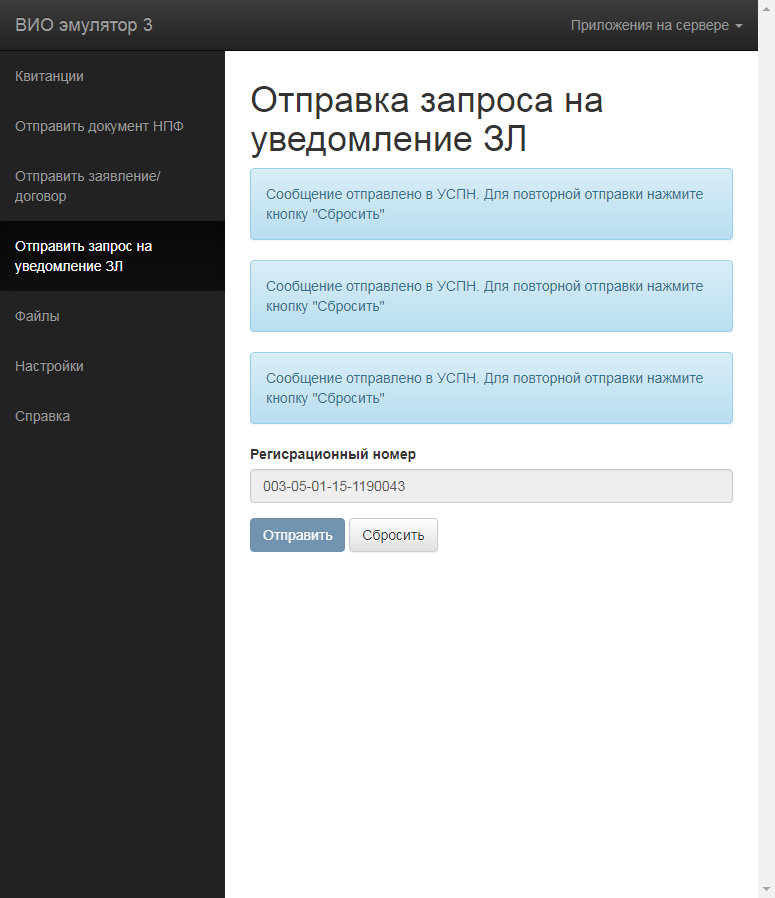 ВИО эмулятор 3
Приложения на сервере
Квитанции
Отправить документ НПФ
Отправить заявление/
договор
Отправить запрос на
уведомление ЗЛ
Файлы
Настройки
Справка
Отправка запроса на
уведомление ЗЛ
Сообщение отправлено в УСПН. Для повторной отправки нажмите
кнопку "Сбросить"
Сообщение отправлено в УСПН. Для повторной отправки нажмите
кнопку "Сбросить"
Сообщение отправлено в УСПН. Для повторной отправки нажмите
кнопку "Сбросить"
Регисрационный номер
003-05-01-15-1190043
Отправить
Сбросить